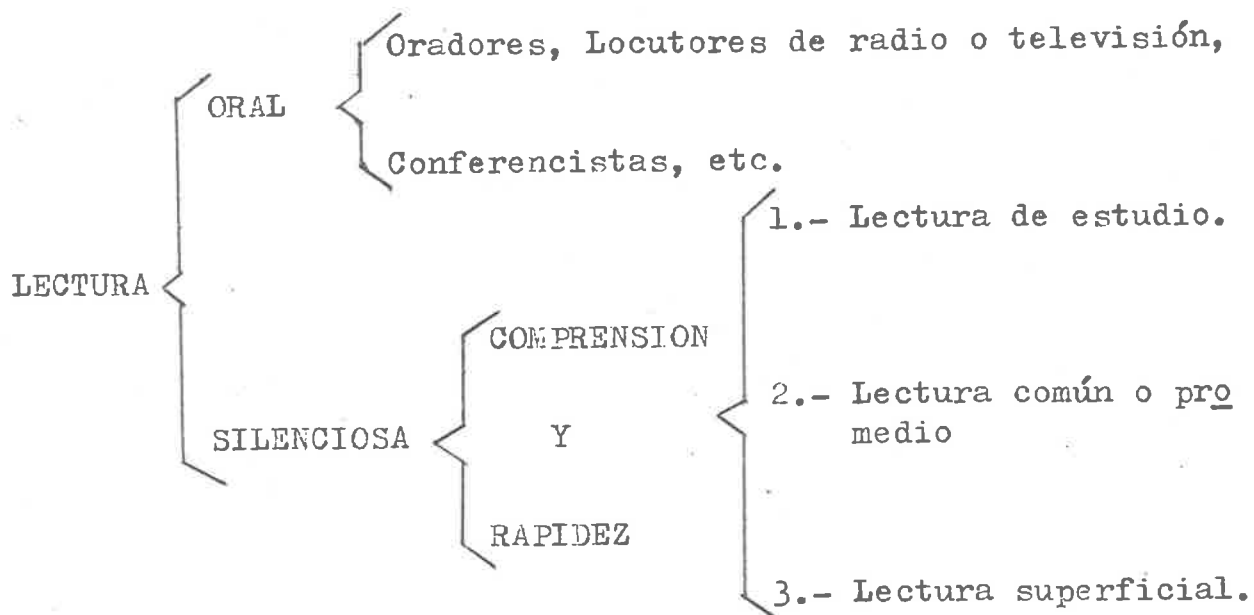 Oradores, Locutores de radio o televisión,
ORAL
Conferencistas, etc.
1.- Lectura de estudio.
LECTURA
COMPRENSION
2.- Lectura común o pro
medio
SILENCIOSA
Y
RAPIDEZ
3.- Lectura superficial.